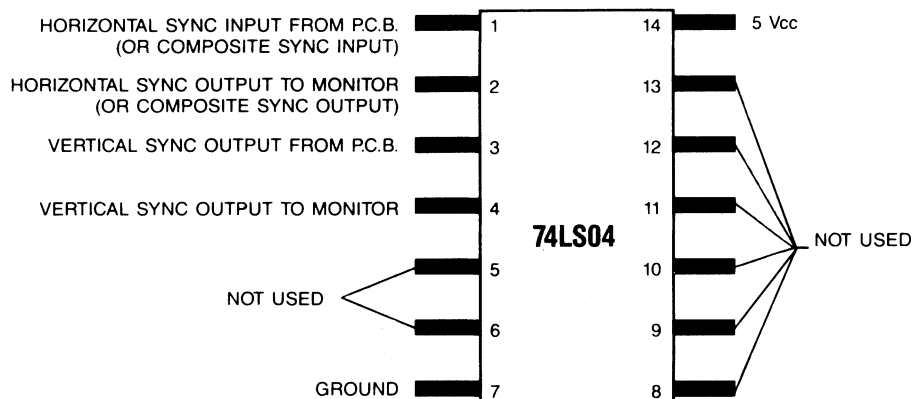 HORIZONTAL SYNC INPUT FROM P.C.B.
(OR COMPOSITE SYNC INPUT)
1
14
5 Vcc
HORIZONTAL SYNC OUTPUT TO MONITOR
(OR COMPOSITE SYNC OUTPUT)
2
13
VERTICAL SYNC OUTPUT FROM P.C.B.
3
12
VERTICAL SYNC OUTPUT TO MONITOR
4
11
74LS04
NOT USED
5
10
NOT USED
6
9
GROUND
7
8